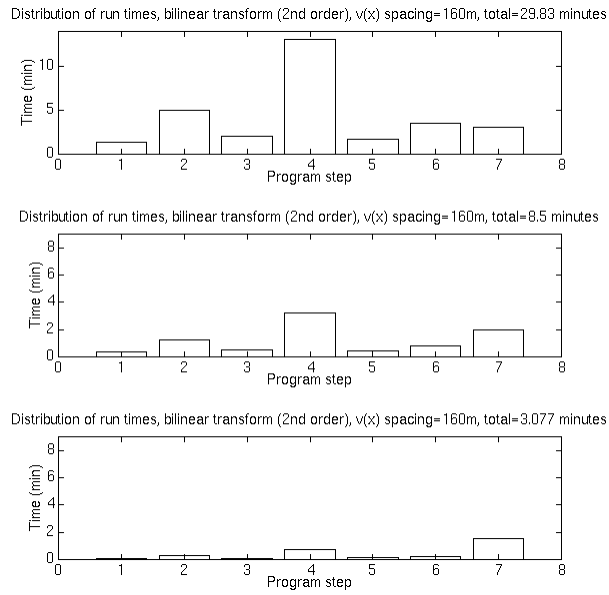 Distribution of run times, bilinear transform (2nd order), v(x) spacing=160m, total=29.83 minutes
10
5
0
Time (min)
0 1 2 3 4 5 6 7 8
Program step
Distribution of run times, bilinear transform (2nd order), v(x) spacing=160m, total=8.5 minutes
8
6
4
2
0
Time (min)
0 1 2 3 4 5 6 7 8
Program step
Distribution of run times, bilinear transform (2nd order), v(x) spacing=160m, total=3.077 minutes
8
6
4
2
0
Time (min)
0 1 2 3 4 5 6 7 8
Program step